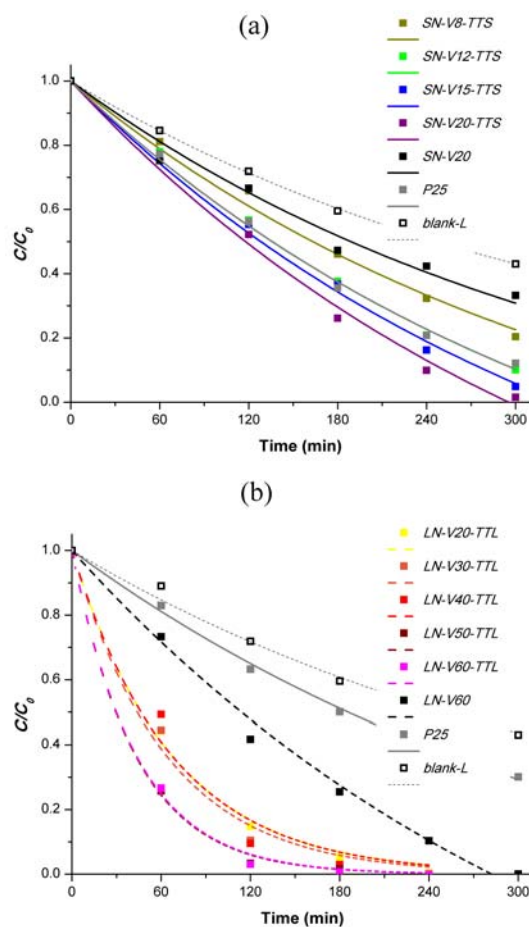 (a)
SN-V8-TTS
SN-V12-TTS
SN-V15-TTS
SN-V20-TTS
SN-V20
P25
blank-L
1.0
0.8
0.6
0.4
0.2
0.0
C/C0
0 60 120 180 240 300
Time (min)
(b)
LN-V20-TTL
LN-V30-TTL
LN-V40-TTL
LN-V50-TTL
LN-V60-TTL
LN-V60
P25
blank-L
1.0
0.8
0.6
0.4
0.2
0.0
C/C0
0 60 120 180 240 300
Time (min)